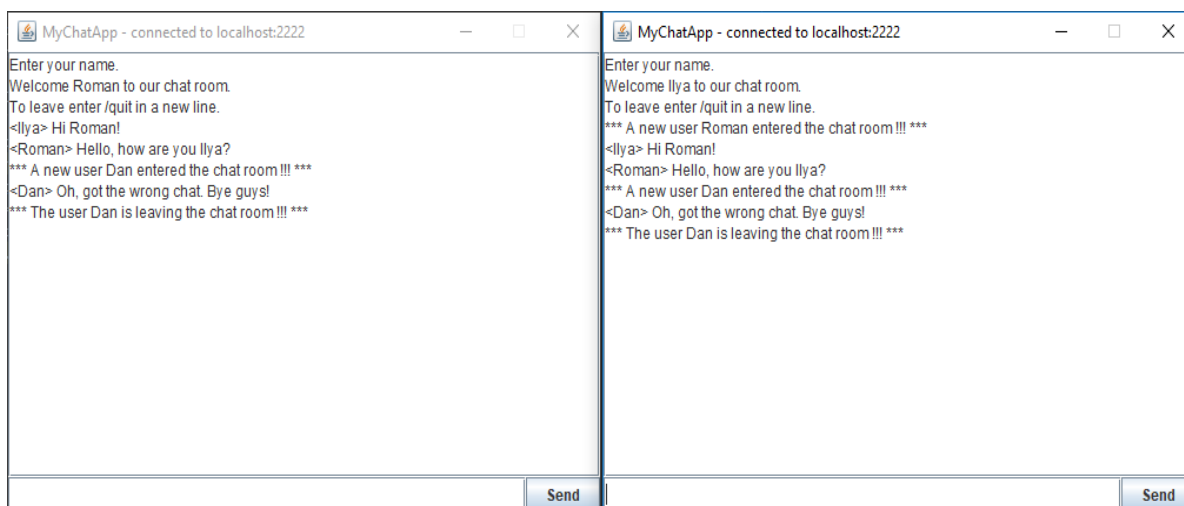 MyChatApp - connected to localhost:2222
Enter your name.
Welcome Roman to our chat room.
To leave enter /quit in a new line.
<Ilya> Hi Roman!
<Roman> Hello, how are you Ilya?
*** A new user Dan entered the chat room !!! ***
<Dan> Oh, got the wrong chat. Bye guys!
*** The user Dan is leaving the chat room !!! ***
Send
MyChatApp - connected to localhost:2222
Enter your name.
Welcome Ilya to our chat room.
To leave enter /quit in a new line.
*** A new user Roman entered the chat room !!! ***
<Ilya> Hi Roman!
<Roman> Hello, how are you Ilya?
*** A new user Dan entered the chat room !!! ***
<Dan> Oh, got the wrong chat. Bye guys!
*** The user Dan is leaving the chat room !!! ***
Send